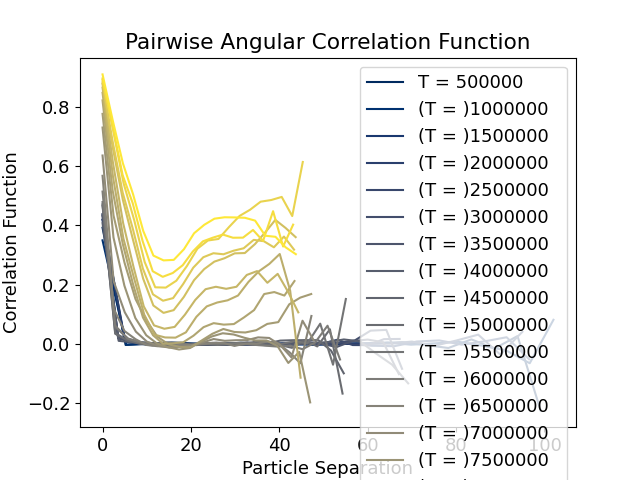 Pairwise Angular Correlation Function
Correlation Function
0.8
0.6
0.4
0.2
0.0
−0.2
0
20
40
60
80
100
Particle Separation
T = 500000
(T = )1000000
(T = )1500000
(T = )2000000
(T = )2500000
(T = )3000000
(T = )3500000
(T = )4000000
(T = )4500000
(T = )5000000
(T = )5500000
(T = )6000000
(T = )6500000
(T = )7000000
(T = )7500000